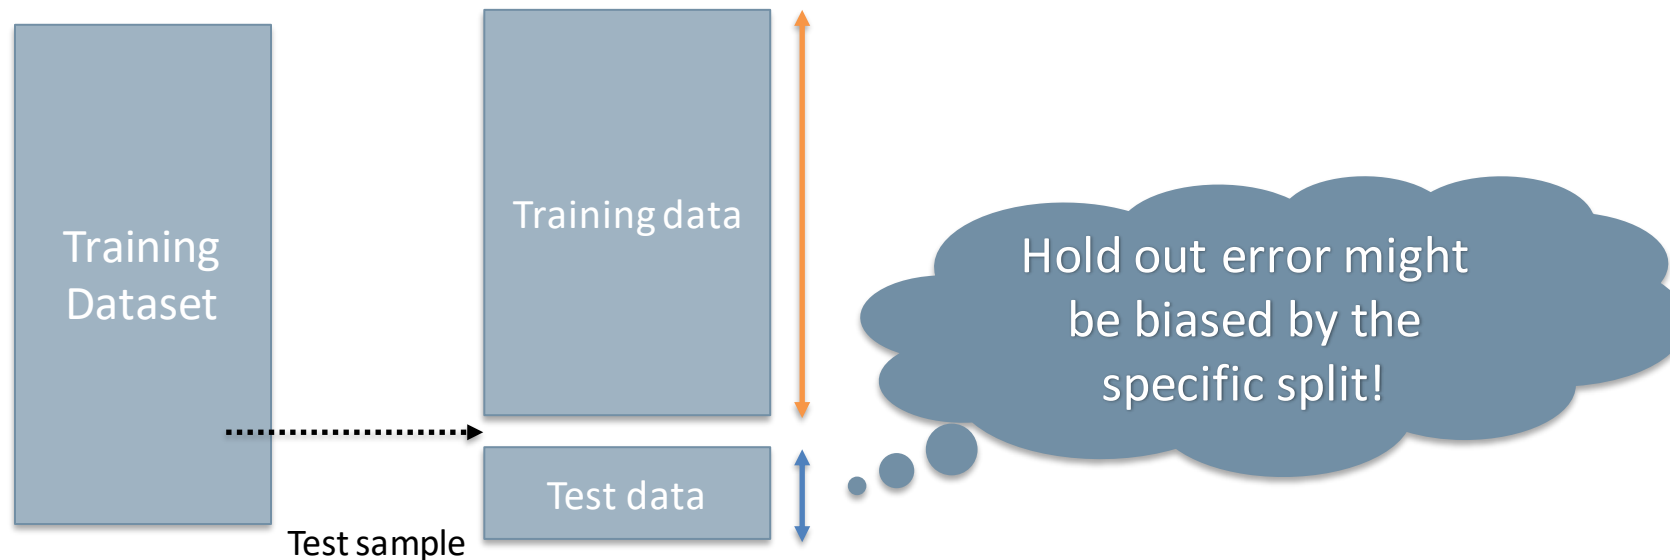 Training
Dataset
Training data
Test data
Test sample
Hold out error might
be biased by the
specific split!